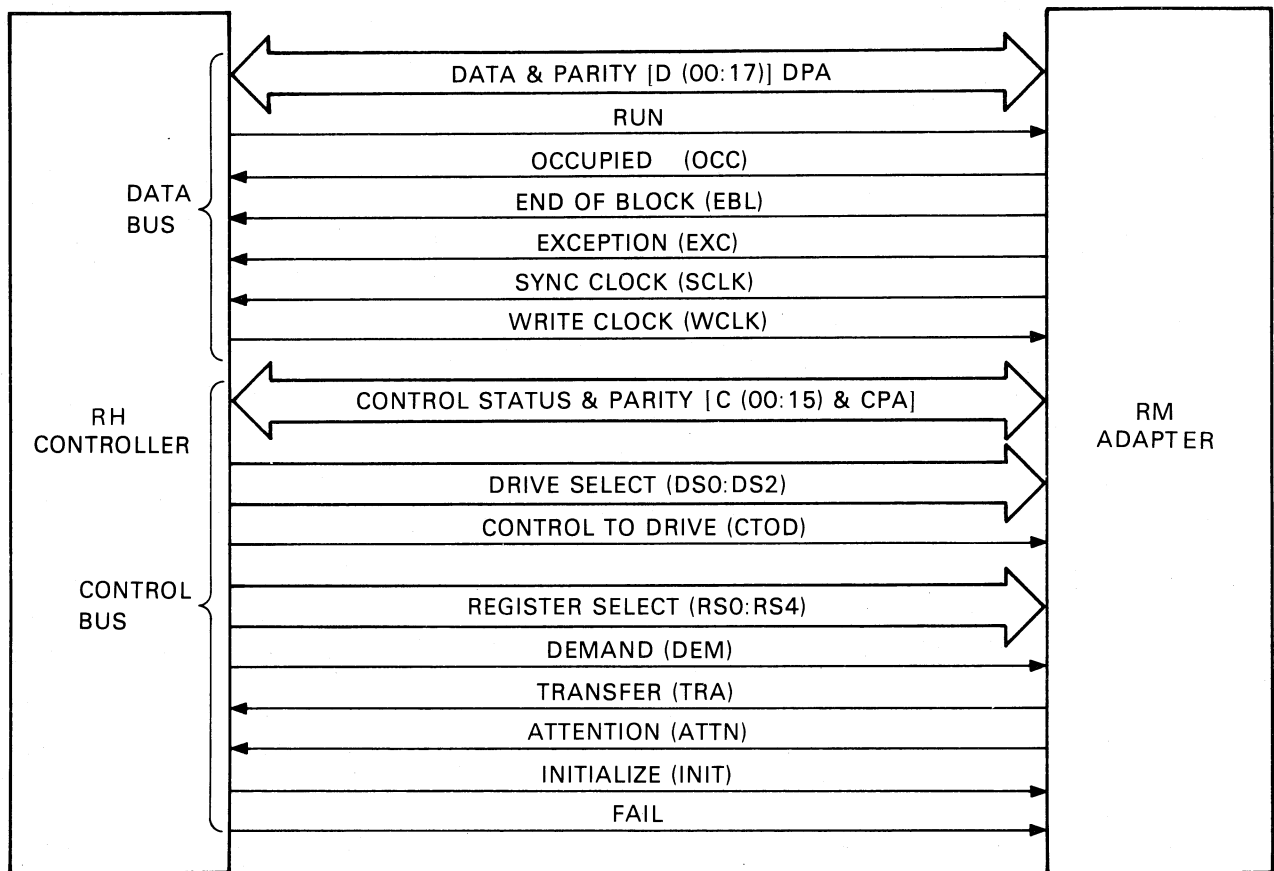 DATA & PARITY [D (00:17)] DPA
RUN
OCCUPIED (OCC)
DATA
BUS
END OF BLOCK (EBL)
EXCEPTION (EXC)
SYNC CLOCK (SCLK)
WRITE CLOCK (WCLK)
CONTROL STATUS & PARITY [C (00:15) & CPA]
RH
CONTROLLER
RM
ADAPTER
DRIVE SELECT (DS0:DS2)
CONTROL TO DRIVE (CTOD)
CONTROL
BUS
REGISTER SELECT (RS0:RS4)
DEMAND (DEM)
TRANSFER (TRA)
ATTENTION (ATTN)
INITIALIZE (INIT)
FAIL